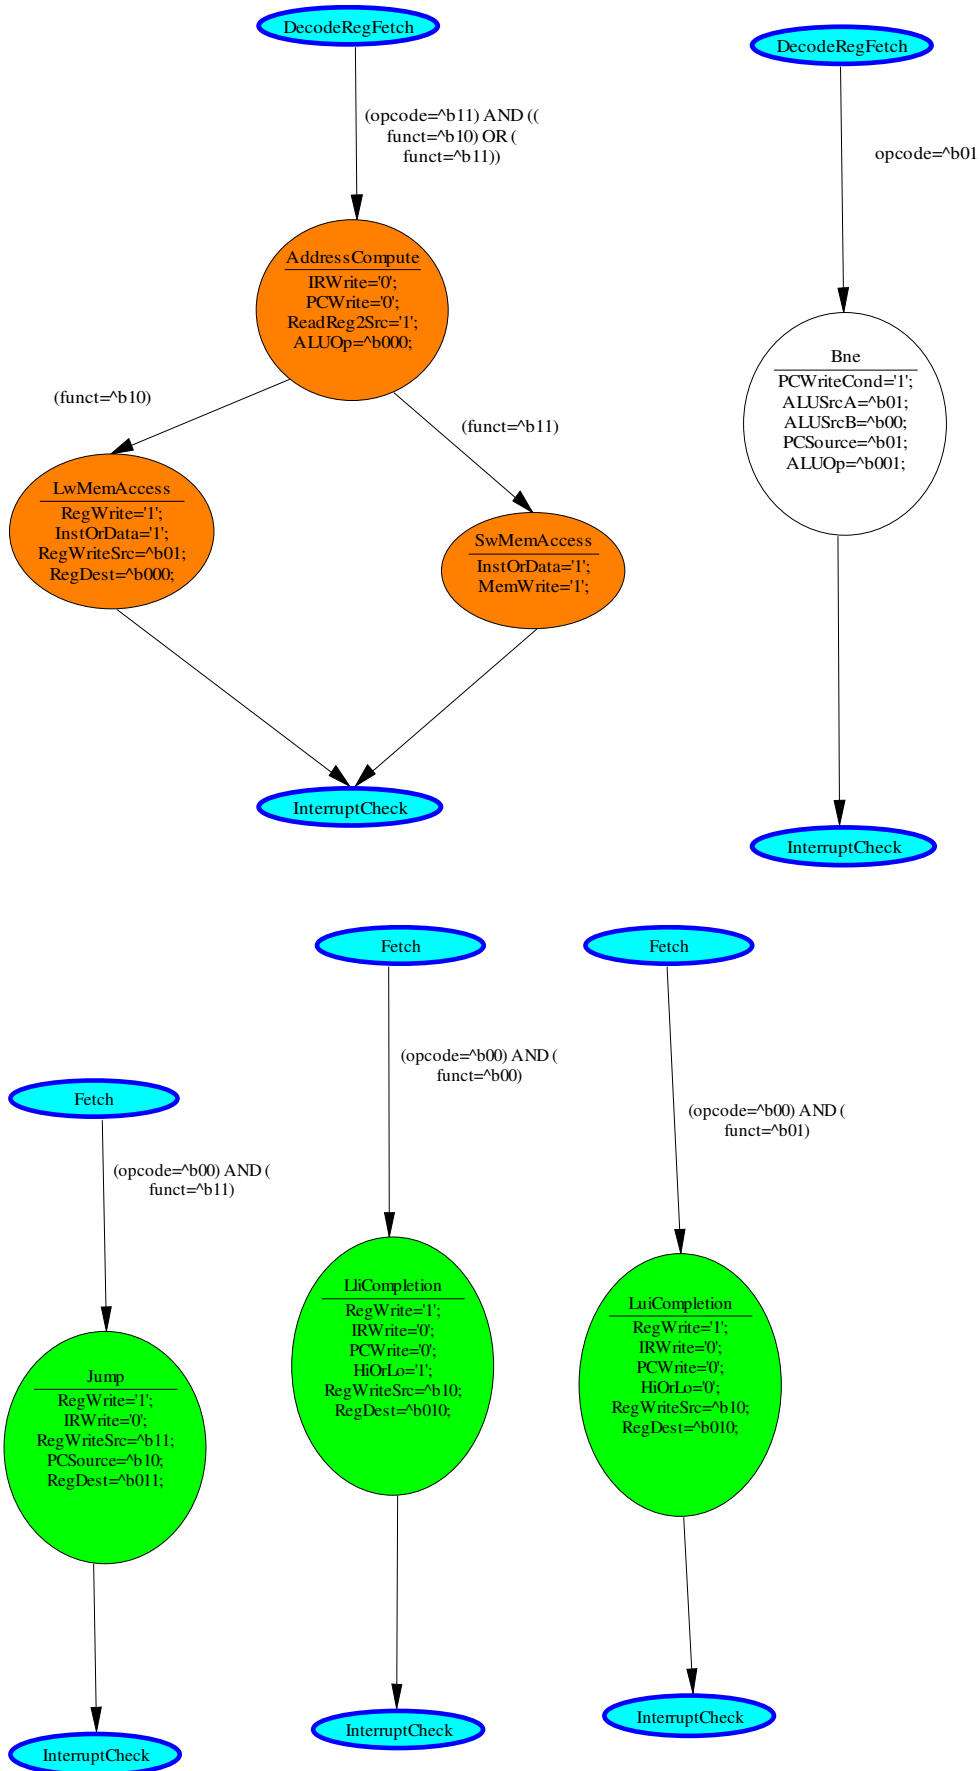 DecodeRegFetch
(opcode=^b11) AND ((
funct=^b10) OR (
funct=^b11))
AddressCompute
IRWrite='0';
PCWrite='0';
ReadReg2Src='1';
ALUOp=^b000;
(funct=^b10)
(funct=^b11)
LwMemAccess
RegWrite='1';
InstOrData='1';
RegWriteSrc=^b01;
RegDest=^b000;
SwMemAccess
InstOrData='1';
MemWrite='1';
InterruptCheck
DecodeRegFetch
opcode=^b01
Bne
PCWriteCond='1';
ALUSrcA=^b01;
ALUSrcB=^b00;
PCSource=^b01;
ALUOp=^b001;
InterruptCheck
Fetch
(opcode=^b00) AND (
funct=^b11)
Jump
RegWrite='1';
IRWrite='0';
RegWriteSrc=^b11;
PCSource=^b10;
RegDest=^b011;
InterruptCheck
Fetch
(opcode=^b00) AND (
funct=^b00)
LliCompletion
RegWrite='1';
IRWrite='0';
PCWrite='0';
HiOrLo='1';
RegWriteSrc=^b10;
RegDest=^b010;
InterruptCheck
Fetch
(opcode=^b00) AND (
funct=^b01)
LuiCompletion
RegWrite='1';
IRWrite='0';
PCWrite='0';
HiOrLo='0';
RegWriteSrc=^b10;
RegDest=^b010;
InterruptCheck